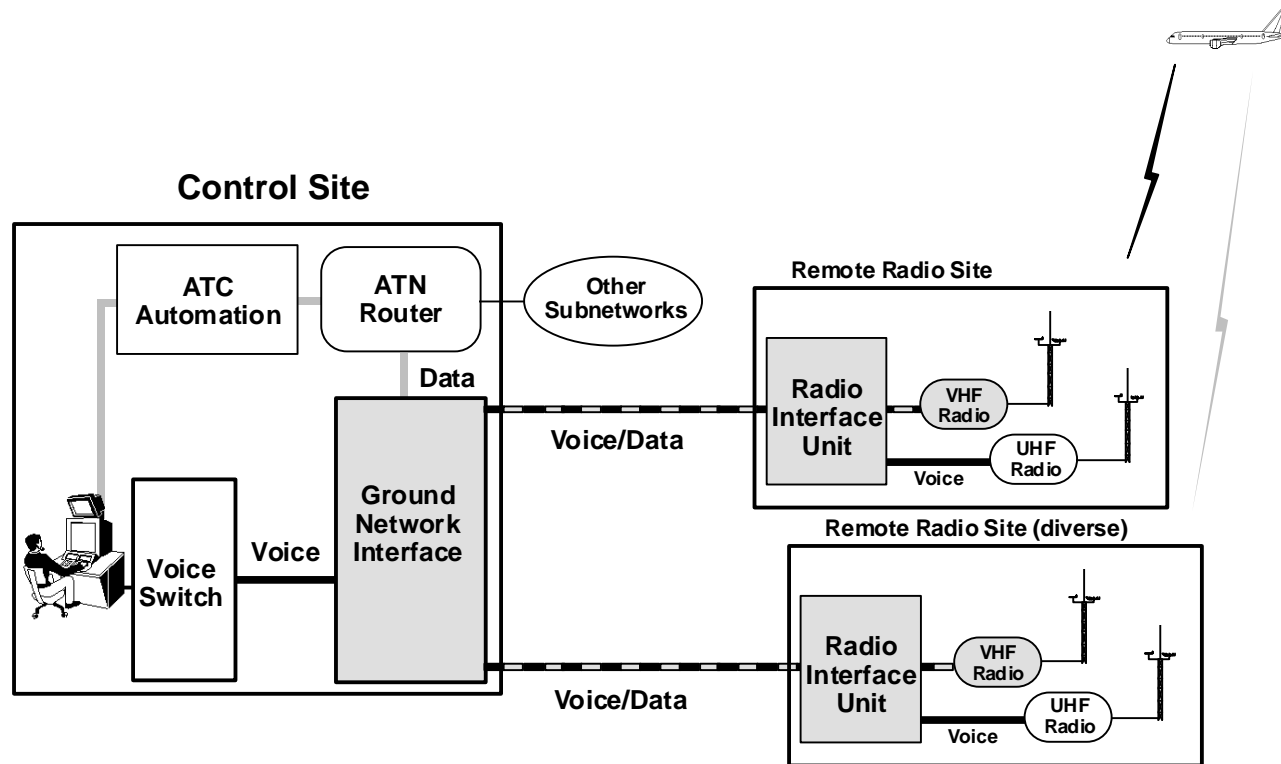 Control Site
ATC
Automation
ATN
Router
Other
Subnetworks
Data
Voice/Data
Ground
Network
Interface
Voice
Voice
Switch
Voice/Data
Remote Radio Site
Radio
Interface
Unit
VHF
Radio
UHF
Radio
Voice
Remote Radio Site (diverse)
Radio
Interface
Unit
VHF
Radio
UHF
Radio
Voice